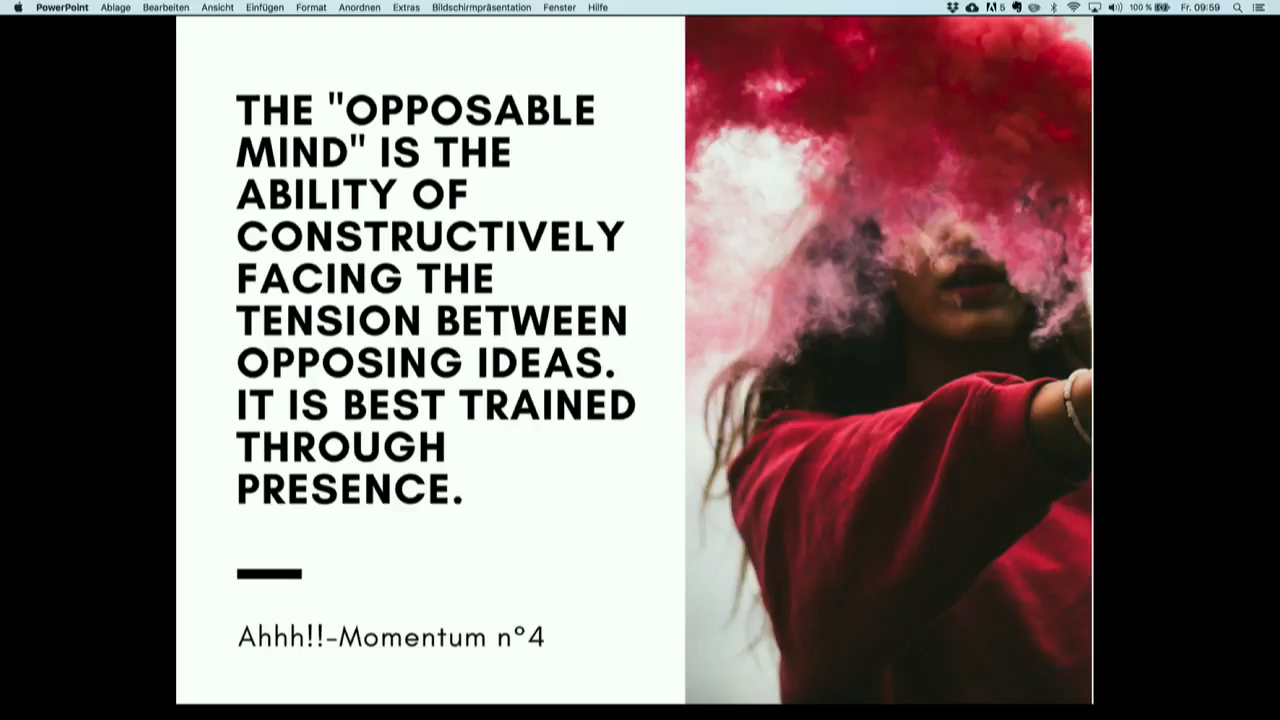 PowerPoint Ablage Bearbeiten Ansicht Einfügen Format Anordnen Extras Bildschirmpräsentation Fenster Hilfe 5 100 % Fr. 09:59
THE "OPPOSABLE
MIND" IS THE
ABILITY OF
CONSTRUCTIVELY
FACING THE
TENSION BETWEEN
OPPOSING IDEAS.
IT IS BEST TRAINED
THROUGH
PRESENCE.
Ahhh!!-Momentum n°4